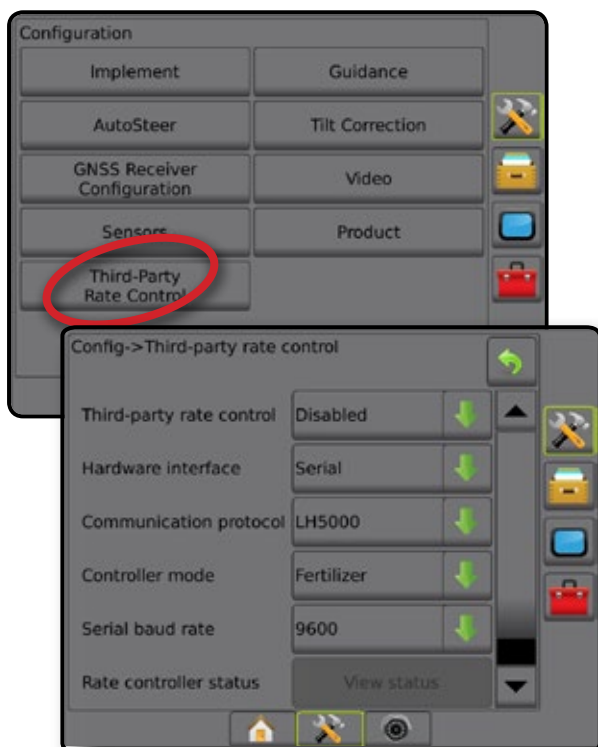 Configuration
Implement
Guidance
AutoSteer
Tilt Correction
GNSS Receiver
Configuration
Video
Sensors
Product
Third-Party
Rate Control
Config->Third-party rate control
Third-party rate control Disabled
Hardware interface Serial
Communication protocol LH5000
Controller mode Fertilizer
Serial baud rate 9600
Rate controller status View status